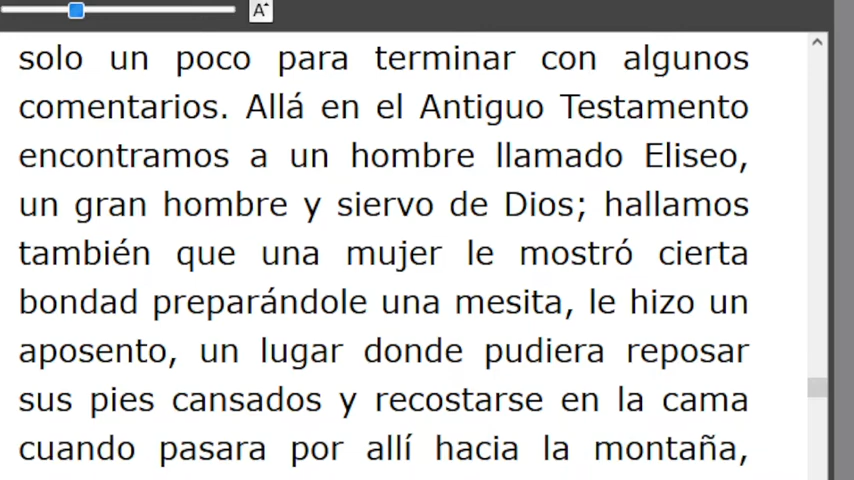 A
solo un poco para terminar con algunos
comentarios. Allá en el Antiguo Testamento
encontramos a un hombre llamado Eliseo,
un gran hombre y siervo de Dios; hallamos
también que una mujer le mostró cierta
bondad preparándole una mesita, le hizo un
aposento, un lugar donde pudiera reposar
sus pies cansados y recostarse en la cama
cuando pasara por allí hacia la montaña,